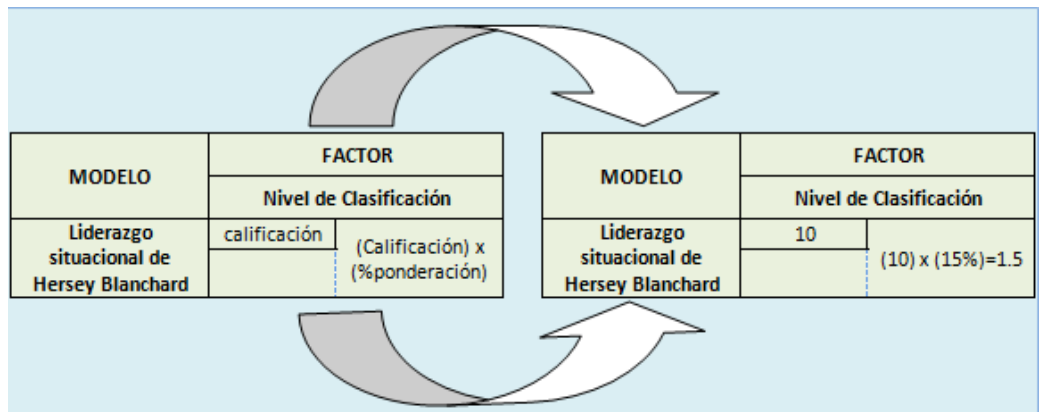 MODELO
FACTOR
Nivel de Clasificación
Liderazgo
situacional de
Hersey Blanchard
calificación
(Calificación) x
(%ponderación)
MODELO
FACTOR
Nivel de Clasificación
Liderazgo
situacional de
Hersey Blanchard
10
(10) x (15%)=1.5